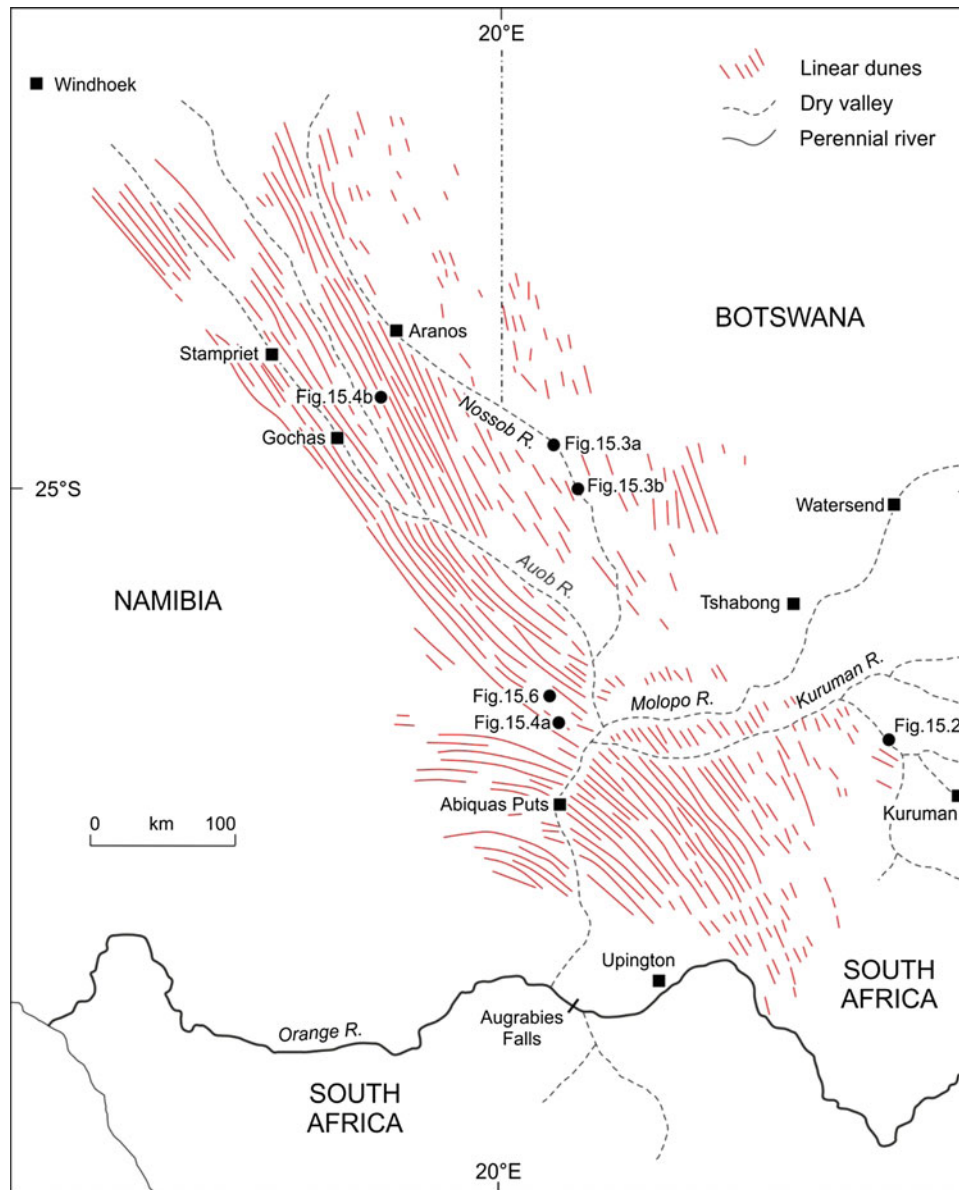 20°E
Windhoek
Linear dunes
Dry valley
Perennial river
BOTSWANA
Aranos
Stampriet
Fig.15.4b
Nossob R.
Gochas
Fig.15.3a
25°S
Fig.15.3b
Watersend
Auob R.
NAMIBIA
Tshabong
Kuruman R.
Fig.15.6
Molopo R.
Fig.15.4a
Fig.15.2
Abiquas Puts
Kuruman
0 km 100
Upington
SOUTH
AFRICA
Orange R.
Augrabies
Falls
SOUTH
AFRICA
20°E